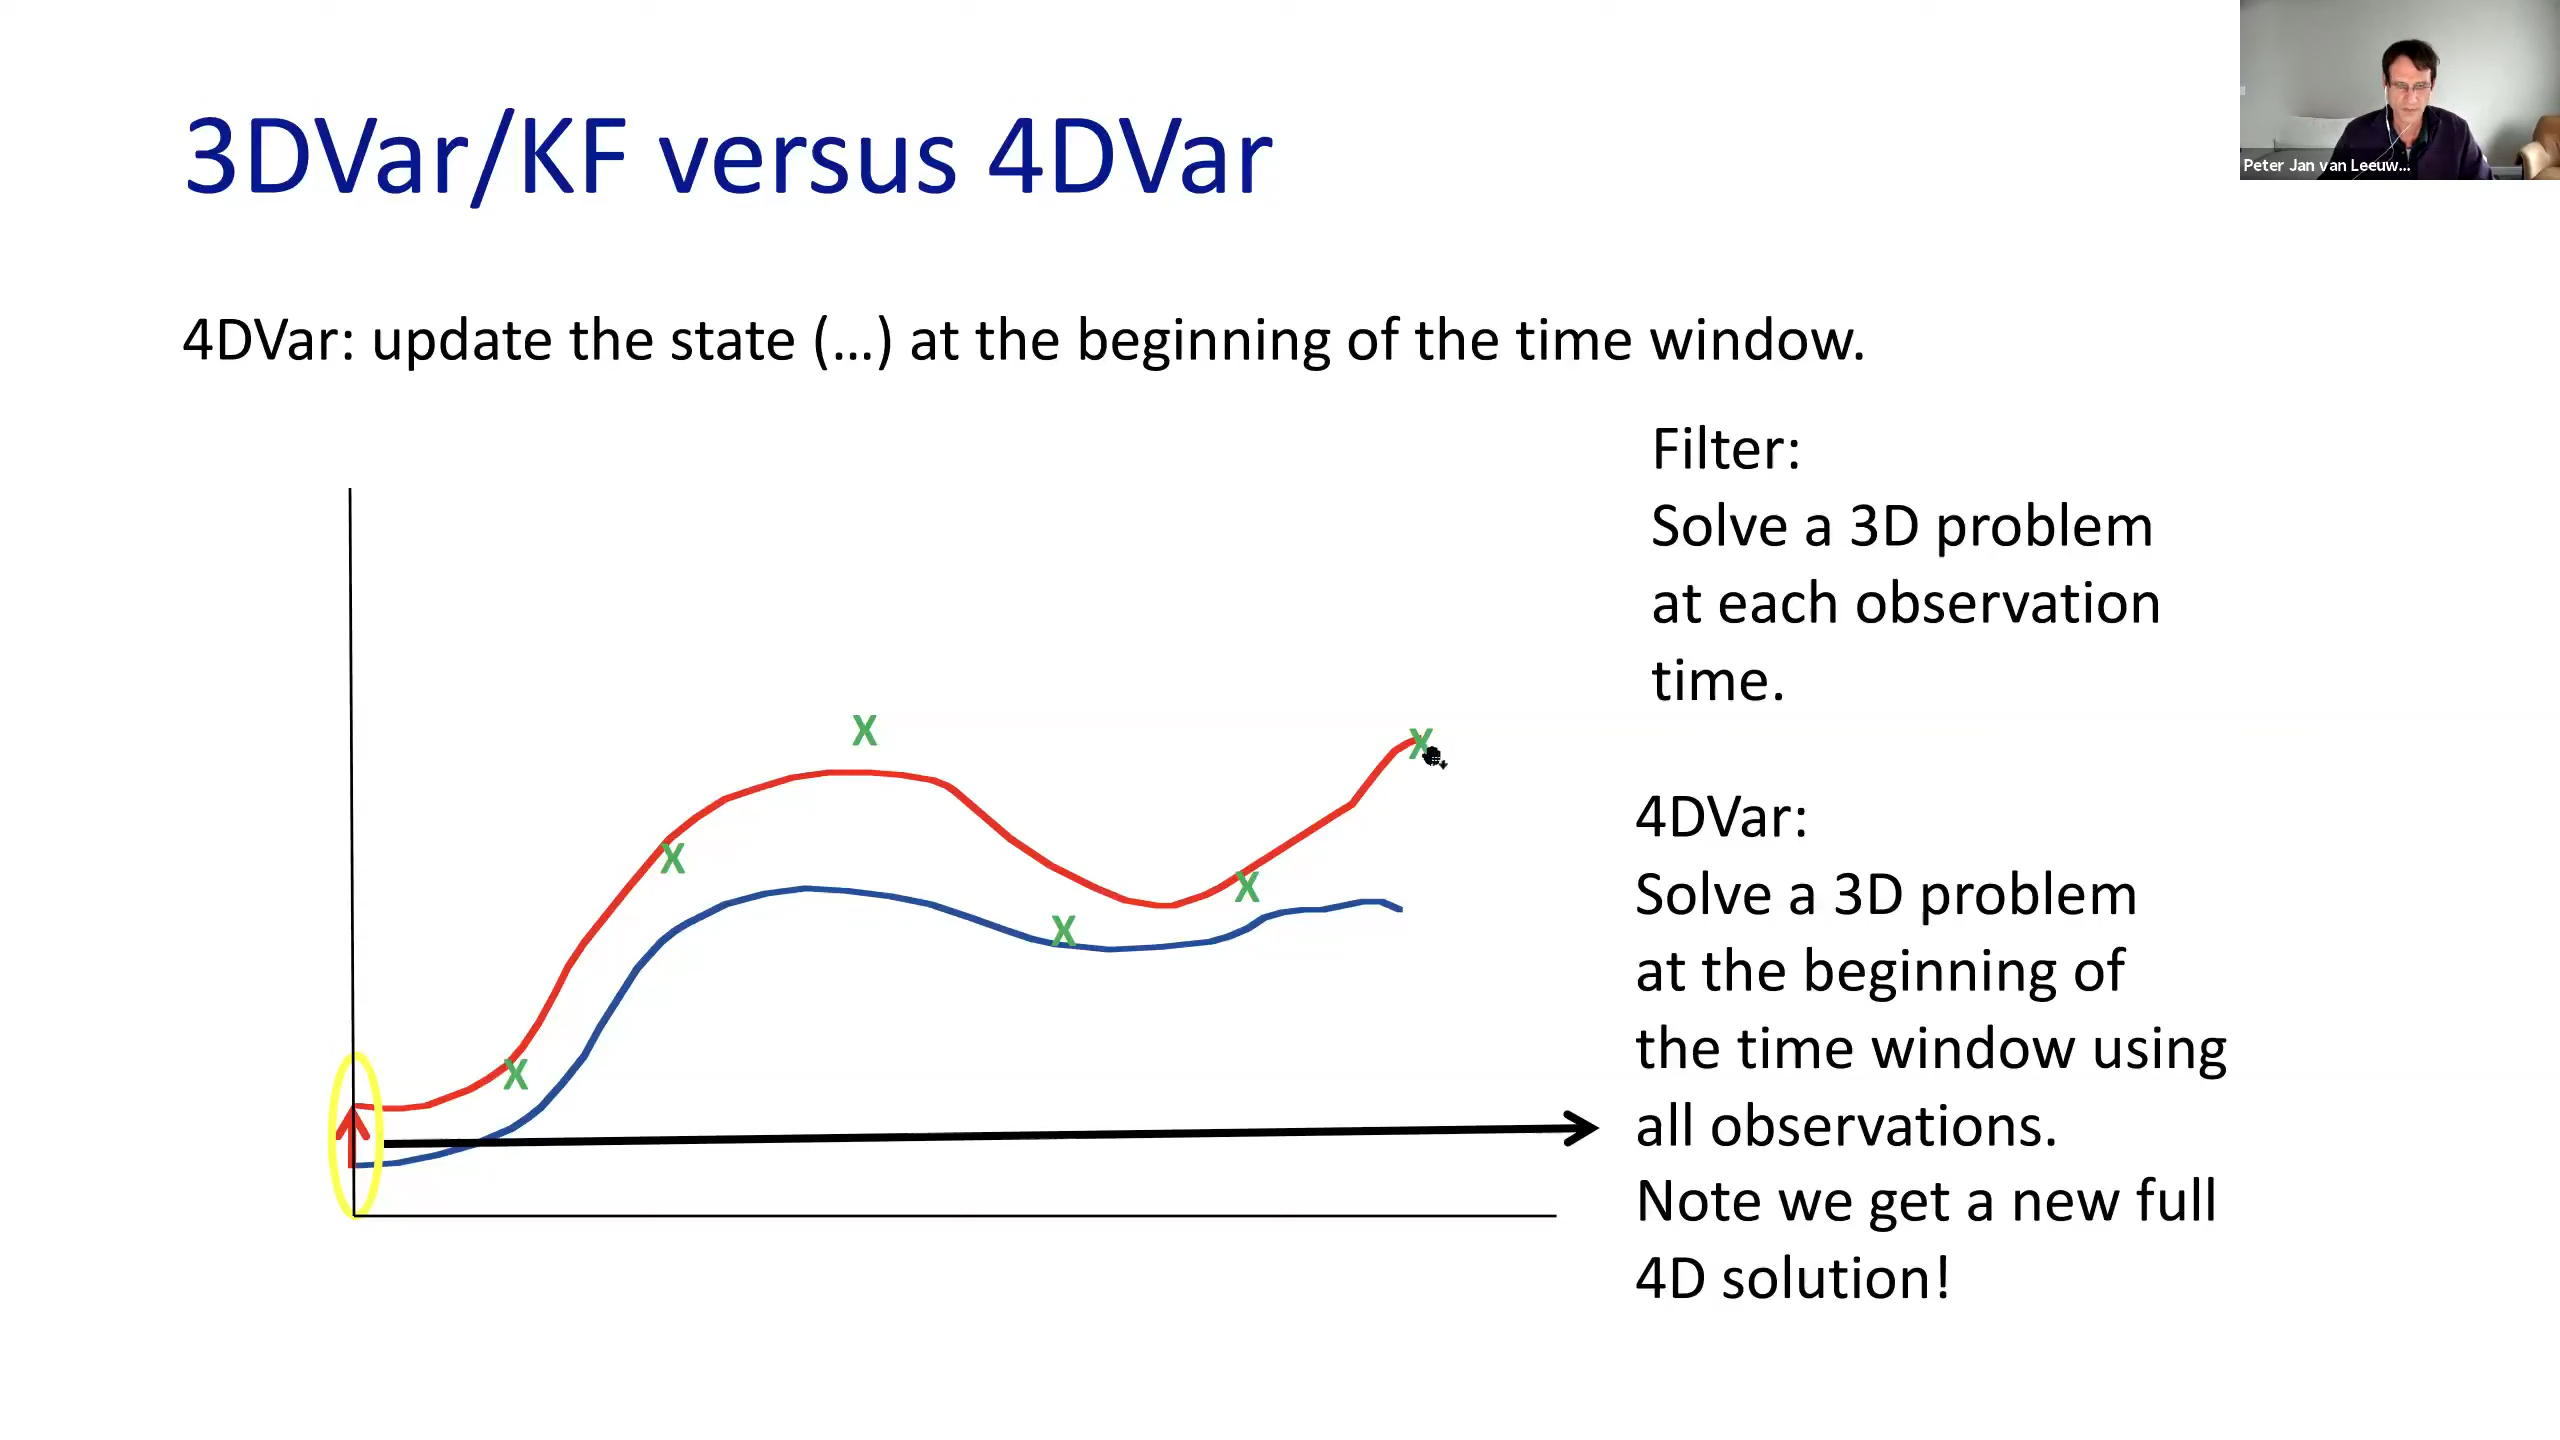 3DVar/KF versus 4DVar
Peter Jan van Leeuw...
4DVar: update the state (...) at the beginning of the time window.
Filter:
Solve a 3D problem
at each observation
time.
4DVar:
Solve a 3D problem
at the beginning of
the time window using
all observations.
Note we get a new full
4D solution!
X
X
X
X
X
X